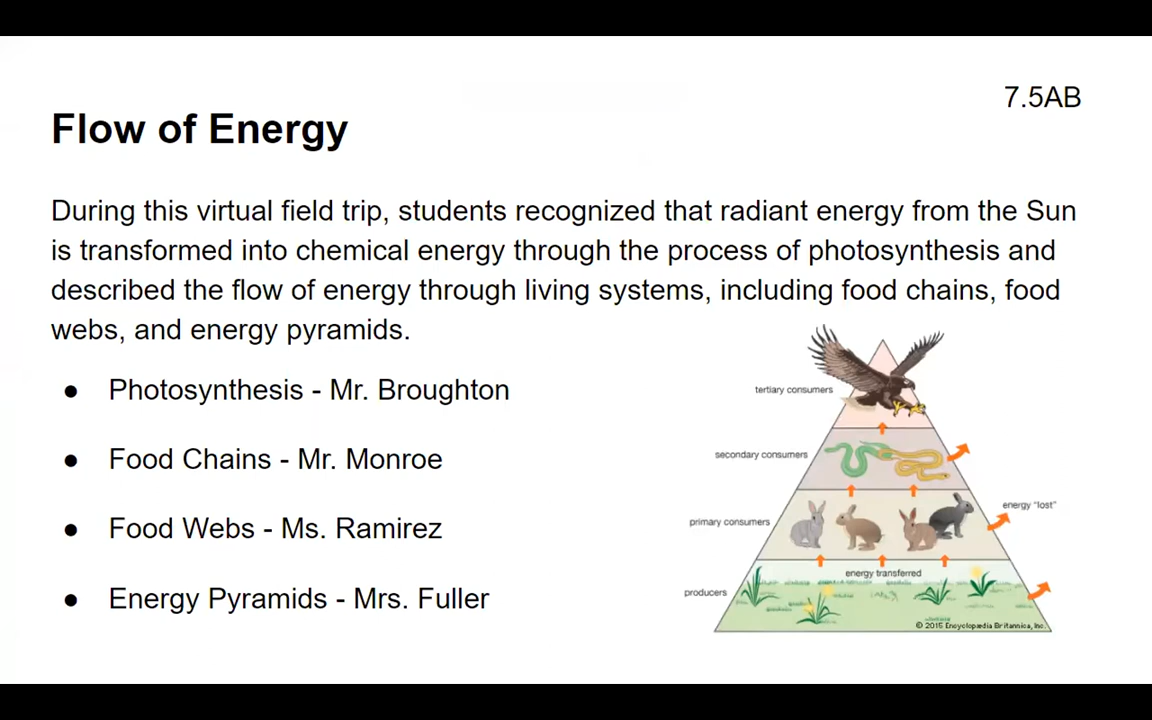 7.5AB
Flow of Energy
During this virtual field trip, students recognized that radiant energy from the Sun
is transformed into chemical energy through the process of photosynthesis and
described the flow of energy through living systems, including food chains, food
webs, and energy pyramids.
● Photosynthesis - Mr. Broughton
● Food Chains - Mr. Monroe
● Food Webs - Ms. Ramirez
● Energy Pyramids - Mrs. Fuller
tertiary consumers
secondary consumers
energy "lost"
primary consumers
energy transferred
producers
© 2015 Encyclopædia Britannica, Inc.